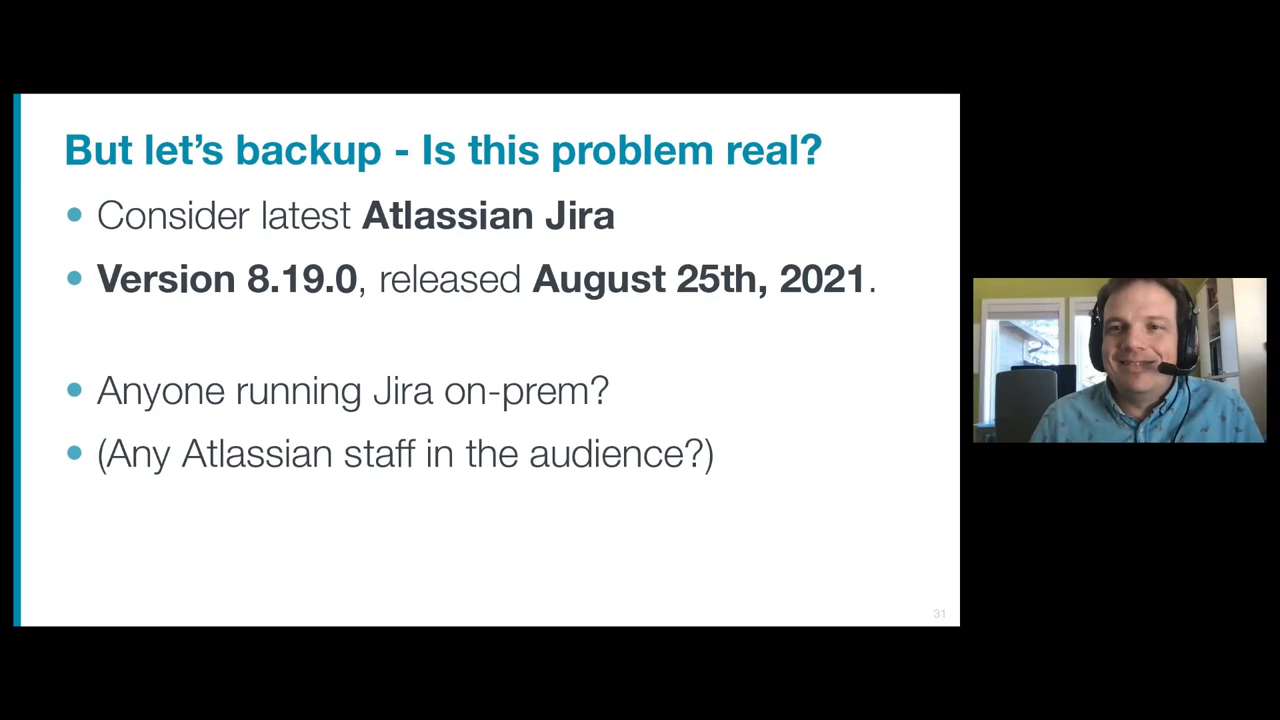 But let’s backup - Is this problem real?
• Consider latest Atlassian Jira
• Version 8.19.0, released August 25th, 2021.
• Anyone running Jira on-prem?
• (Any Atlassian staff in the audience?)
31